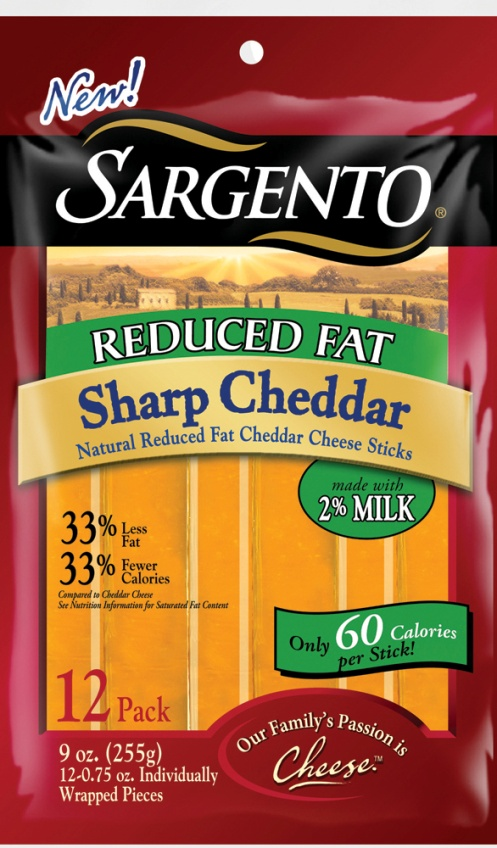 New!
SARGENTO®
REDUCED FAT
Sharp Cheddar
Natural Reduced Fat Cheddar Cheese Sticks
made with
2% MILK
33% Less
Fat
33% Fewer
Calories
Compared to Cheddar Cheese
See Nutrition Information for Saturated Fat Content
Only 60 Calories
per Stick!
12 Pack
9 oz. (255g)
12-0.75 oz. Individually
Wrapped Pieces
Our Family's Passion is
Cheese.™